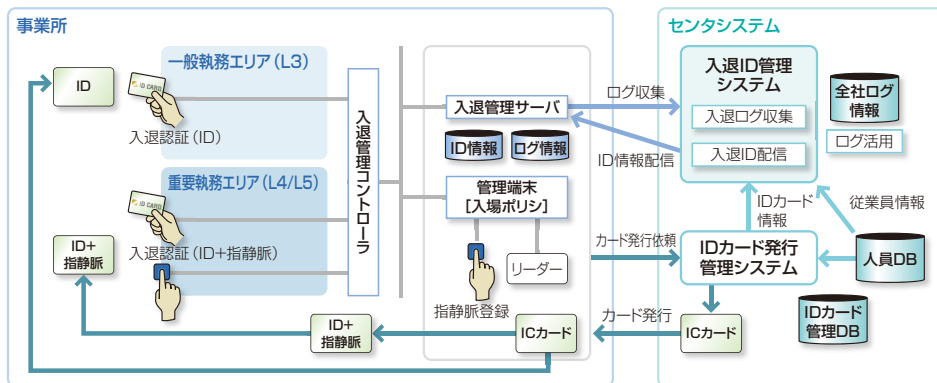 事業所
一般執務エリア（L3）
ID
ID CARD
入退認証（ID）
重要執務エリア（L4/L5）
ID CARD
ID＋
指静脈
入退認証（ID＋指静脈）
ID＋
指静脈
入退管理コントローラ
入退管理サーバ
ID情報
ログ情報
管理端末
［入場ポリシ］
リーダー
指静脈登録
ICカード
ログ収集
ID情報配信
カード発行依頼
カード発行
センタシステム
入退ID管理
システム
入退ログ収集
入退ID配信
全社ログ
情報
ログ活用
IDカード
情報
従業員情報
IDカード発行
管理システム
人員DB
IDカード
管理DB
ICカード